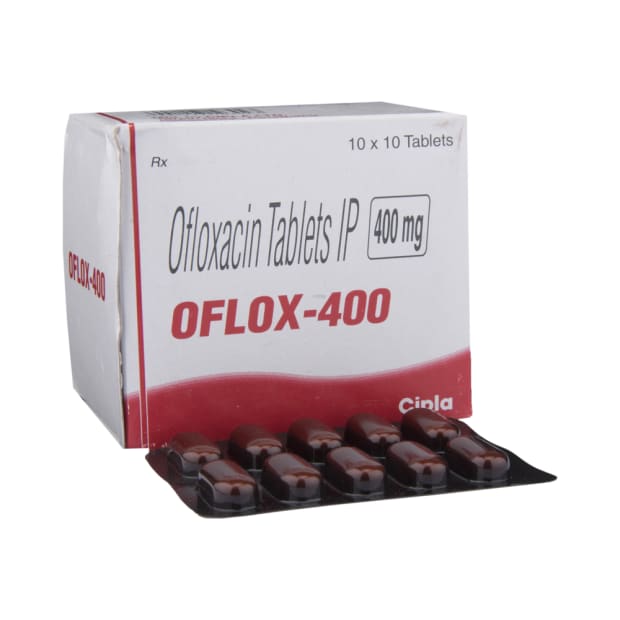 10 x 10 Tablets
Rx
Ofloxacin Tablets IP 400 mg
OFLOX-400
OFLOX-400
Cipla